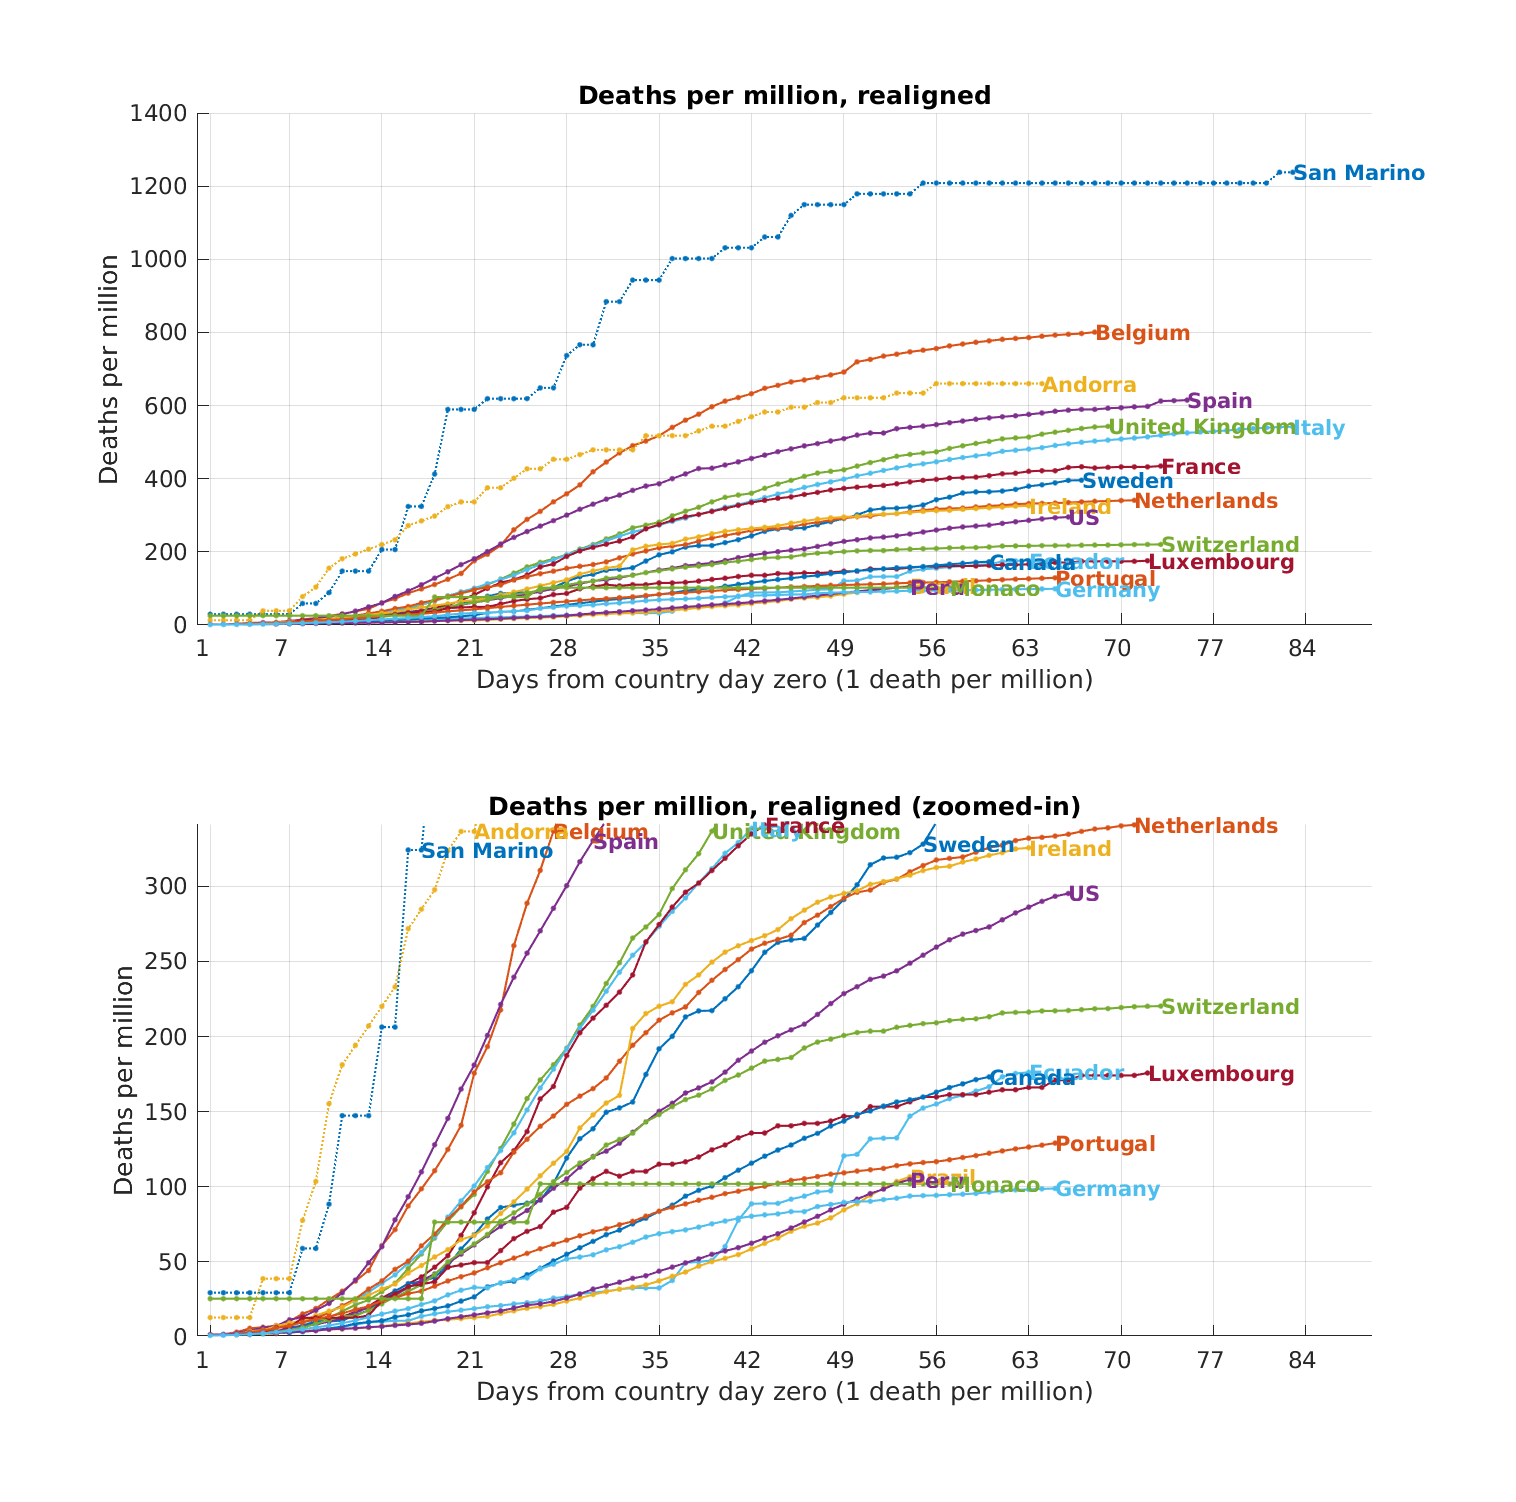 Deaths per million, realigned
1400
1200
1000
800
600
400
200
0
Deaths per million
San Marino
Belgium
Andorra
Spain
United Kingdom
Italy
France
Sweden
Netherlands
Ireland
US
Switzerland
Canada
Ecuador
Luxembourg
Portugal
Peru
Monaco
Germany
1 7 14 21 28 35 42 49 56 63 70 77 84
Days from country day zero (1 death per million)
Deaths per million, realigned (zoomed-in)
300
250
200
150
100
50
0
Deaths per million
Andorra
Belgium
San Marino
Spain
United Kingdom
Italy
France
Sweden
Netherlands
Ireland
US
Switzerland
Canada
Ecuador
Luxembourg
Portugal
Brazil
Peru
Monaco
Germany
1 7 14 21 28 35 42 49 56 63 70 77 84
Days from country day zero (1 death per million)